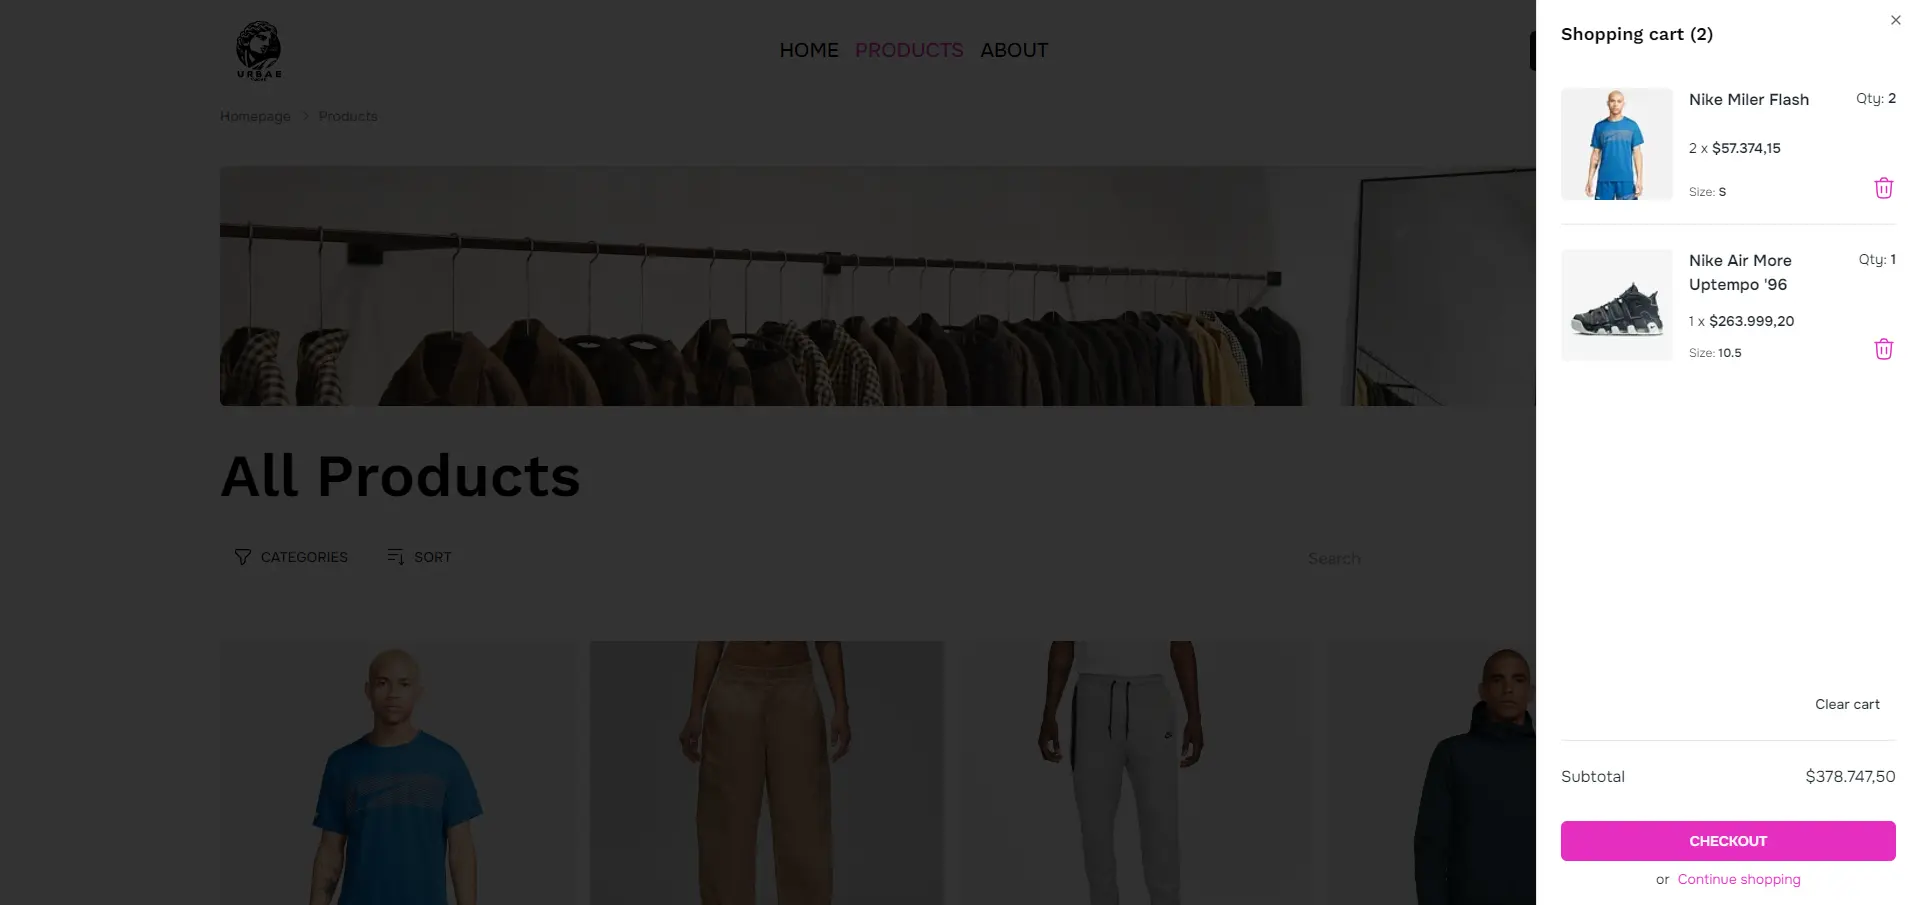 URBAE
HOME PRODUCTS ABOUT
Homepage > Products
All Products
CATEGORIES SORT
Search
Shopping cart (2)
Nike Miler Flash Qty: 2
2 x $57.374,15
Size: S
Nike Air More
Uptempo '96
Qty: 1
1 x $263.999,20
Size: 10.5
Clear cart
Subtotal $378.747,50
CHECKOUT
or Continue shopping